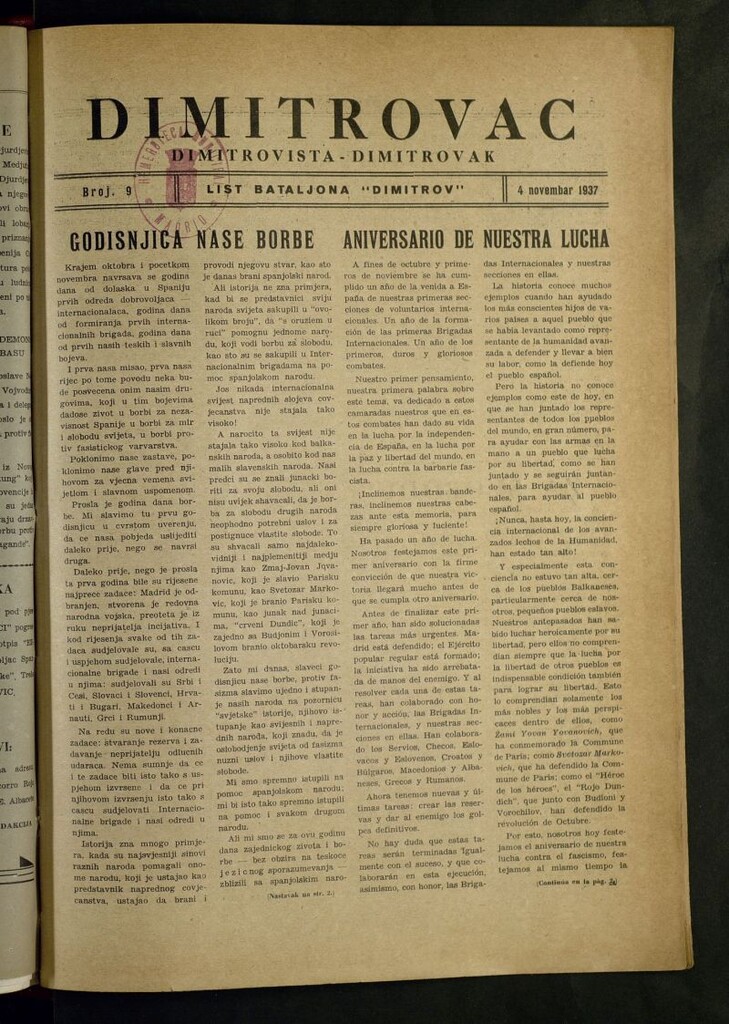 DIMITROVAC
DIMITROVISTA - DIMITROVAK
Broj. 9
LIST BATALJONA "DIMITROV"
4 novembar 1937
HEMEROTECA
MADRID
GODISNJICA NASE BORBE
Krajem oktobra i pocetkom
novembra navrsava se godina
dana od dolaska u Spaniju
prvih odreda dobrovoljaca —
internacionalaca, godina dana
od formiranja prvih interna-
cionalnih brigada, godina dana
od prvih nasih teskih i slavnih
bojeva.
I prva nasa misao, prva nasa
rijec po tome povodu neka bu-
de posvecena onim nasim dru-
govima, koji u tim bojevima
dadose zivot u borbi za neza-
visnost Spanije u borbi za mir
i slobodu svijeta, u borbi proti
v fasistickog varvarstva.
Poklonimo nase zastave, po-
klonimo nase glave pred nji-
hovom za vjecna vremena svi-
jetlom i slavnom uspomenom.
Prosla je godina dana bor-
be. Mi slavimo tu prvu go-
disnjicu u cvrstom uverenju,
da ce nasa pobjeda uslijediti
daleko prije, nego se navrsi
druga.
Daleko prije, nego je prosla
ta prva godina bile su rijesene
najprece zadace: Madrid je od-
branjen, stvorena je redovna
narodna vojska, preoteta je iz
ruku neprijatelja incijativa. I
kod rijesenja svake od tih za-
daca sudjelovale su, sa cascu
i uspjehom sudjelovale, interna-
cionalne brigade i nasi odredi
u njima: sudjelovali su Srbi i
Cesi, Slovaci i Slovenci, Hrva-
ti i Bugari, Makedonci i Ar-
nauti, Grci i Rumunji.
Na redu su nove i konacne
zadace: stvaranje rezerva i za-
davanje neprijatelju odlucnih
udaraca. Nema sumnje da ce
i te zadace biti isto tako a us-
pjehom izvrsene i da ce pri
njihovom izvrsenju isto tako s
cascu sudjelovati Internacio-
nalne brigade i nasi odredi u
njima.
Istorija zna mnogo primje-
ra, kada su najsvjesniji sinovi
raznih naroda pomagali ono-
me narodu, koji je ustajao kao
predstavnik naprednog covje-
canstva, ustajao da brani i
provodi njegovu stvar, kao sto
je danas brani spanjolski narod.
Ali istorija ne zna primjera,
kad bi se predstavnici sviju
naroda svijeta sakupili u "ovo-
likom broju", da "s oruziem u
ruci" pomognu jednome naro-
du, koji vodi borbu za slobodu,
kao sto su se sakupili u Inter-
nacionalnim brigadama na po-
moc spanjolskom narodu.
Jos nikada internacionalna
svijest naprednih slojeva cov-
jecanstva nije stajala tako
visoko!
A narocito ta svijest nije
stajala tako visoko kod balkan-
skih naroda, a osobito kod nas
malih slavenskih naroda. Nasi
predci su se znali junacki bo-
riti za svoju slobodu, ali oni
nisu uvijek shavacali, da je bor-
ba za slobodu drugih naroda
neophodno potrebni uslov i za
postignuce vlastite slobode. To
su shvacali samo najdaleko-
vidniji i najplemenitiji medju
njima kao Zmaj-Jovan Jova-
novic, koji je slavio Parisku
komunu, kao Svetozar Marko-
vic, koji je branio Parisku ko-
munu, kao junak nad junaci-
ma, "crveni Dundic", koji je
zajedno sa Budjonim i Vorosi-
lovom branio oktobarsku revo-
luciju.
Zato mi danas, slaveci go-
disnjicu nase borbe, protiv fa-
sizma slavimo ujedno i stupan-
je nasih naroda na pozornicu
"svjetske" istorije, njihovo is-
tupanje kao svijesnih i napre-
dnih naroda, koji znadu, da je
oslobodjenje svijeta od fasizma
nuzni uslov i njihove vlastite
slobode.
Mi smo spremno istupili na
pomoc spanjolskom narodu;
mi bi isto tako spremno istupili
na pomoc i svakom drugom
narodu.
Ali mi smo se za ovu godinu
dana zajednickog zivota i bo-
rbe — bez obzira na teskoce
jezicnog sporazumevanja —
zblizili sa spanjolskim naro-
(Nastavak na str. 2.)
ANIVERSARIO DE NUESTRA LUCHA
A fines de octubre y prime-
ros de noviembre se ha cum-
plido un año de la venida a Es-
paña de nuestras primeras sec-
ciones de voluntarios interna-
cionales. Un año de la forma-
ción de las primeras Brigadas
Internacionales. Un año de los
primeros, duros y gloriosos
combates.
Nuestro primer pensamiento,
nuestra primera palabra sobre
este tema, va dedicado a estos
camaradas nuestros que en es-
tos combates han dado su vida
en la lucha por la independen-
cia de España, en la lucha por
la paz y libertad del mundo, en
la lucha contra la barbarie fas-
cista.
¡Inclinemos nuestras bande-
ras, inclinemos nuestras cabe-
zas ante esta memoria, para
siempre gloriosa y luciente!
Ha pasado un año de lucha.
Nosotros festejamos este pri-
mer aniversario con la firme
convicción de que nuestra vic-
toria llegará mucho antes de
que se cumpla otro aniversario.
Antes de finalizar este pri-
mer año, han sido solucionadas
las tareas más urgentes. Ma-
drid está defendido; el Ejército
popular regular está formado;
la iniciativa ha sido arrebata-
da de manos del enemigo. Y al
resolver cada una de estas ta-
reas, han colaborado con ho-
nor y acción, las Brigadas In-
ternacionales, y nuestras sec-
ciones en ellas. Han colabora-
do los Servios, Checos, Eslo-
vacos y Eslovenos, Croatos y
Búlgaros, Macedonios y Alba-
neses, Grecos y Rumanos.
Ahora tenemos nuevas y úl-
timas tareas: crear las reser-
vas y dar al enemigo los gol-
pes definitivos.
No hay duda que estas ta-
reas serán terminadas igual-
mente con el suceso, y que co-
laborarán en esta ejecución,
asimismo, con honor, las Briga-
das Internacionales y nuestras
secciones en ellas.
La historia conoce muchos
ejemplos cuando han ayudado
los más conscientes hijos de va-
rios países a aquel pueblo que
se había levantado como repre-
sentante de la humanidad avan-
zada a defender y llevar a bien
su labor, como la defiende hoy
el pueblo español.
Pero la historia no conoce
ejemplos como este de hoy, en
que se han juntado los repre-
sentantes de todos los pueblos
del mundo, en gran número, pa-
ra ayudar con las armas en la
mano a un pueblo que lucha
por su libertad, como se han
juntado y se seguirán juntan-
do en las Brigadas Internacio-
nales, para ayudar al pueblo
español.
¡Nunca, hasta hoy, la concien-
cia internacional de los avan-
zados lechos de la Humanidad,
han estado tan alto!
Y especialmente esta con-
ciencia no estuvo tan alta, cer-
ca de los pueblos Balkaneses,
particularmente cerca de nos-
otros, pequeños pueblos eslavos.
Nuestros antepasados han sa-
bido luchar heroicamente por su
libertad, pero ellos no compren-
dían siempre que la lucha por
la libertad de otros pueblos es
indispensable condición también
para lograr su libertad. Esto
lo comprendían solamente los
más nobles y los más perspi-
caces dentro de ellos, como
Zami Yovan Yovanovich, que
ha conmemorado la Commune
de París; como Svetozar Marko-
vich, que ha defendido la Com-
mune de París; como el "Héroe
de los héroes", el "Rojo Dun-
dich", que junto con Budioni y
Vorochilov, han defendido la
revolución de Octubre.
Por esto, nosotros hoy feste-
jamos el aniversario de nuestra
lucha contra el fascismo, fes-
tejamos al mismo tiempo la
(Continúa en la pág. 2)